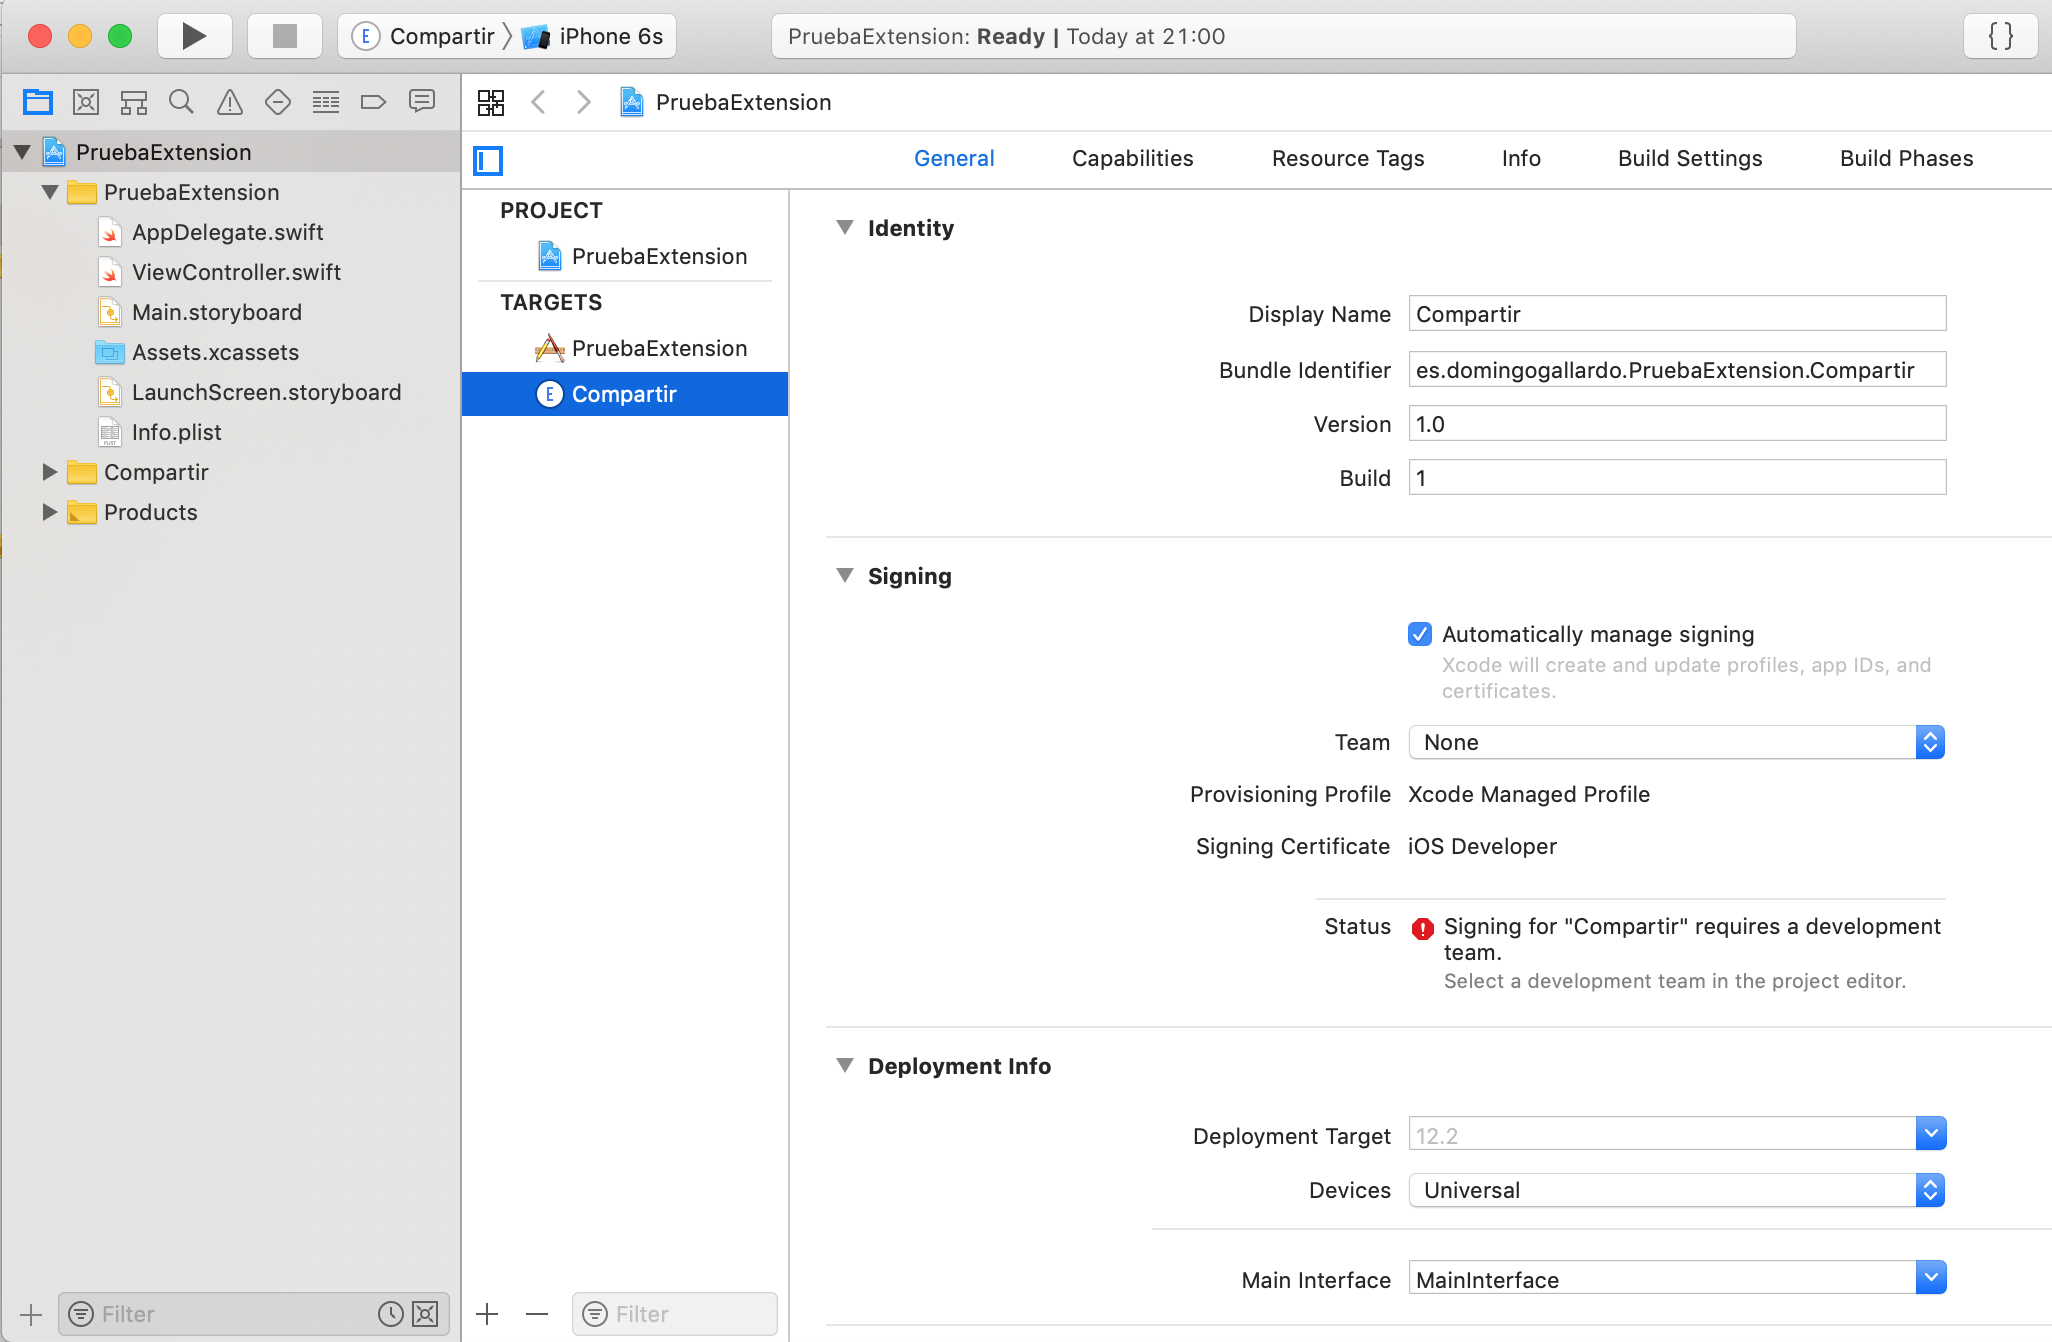 E Compartir iPhone 6s
PruebaExtension: Ready | Today at 21:00
{ }
PruebaExtension
PruebaExtension
AppDelegate.swift
ViewController.swift
Main.storyboard
Assets.xcassets
LaunchScreen.storyboard
Info.plist
Compartir
Products
Filter
PruebaExtension
General Capabilities Resource Tags Info Build Settings Build Phases
PROJECT
PruebaExtension
TARGETS
PruebaExtension
E Compartir
Filter
Identity
Display Name Compartir
Bundle Identifier es.domingogallardo.PruebaExtension.Compartir
Version 1.0
Build 1
Signing
Automatically manage signing
Xcode will create and update profiles, app IDs, and
certificates.
Team None
Provisioning Profile Xcode Managed Profile
Signing Certificate iOS Developer
Status Signing for "Compartir" requires a development
team.
Select a development team in the project editor.
Deployment Info
Deployment Target 12.2
Devices Universal
Main Interface MainInterface